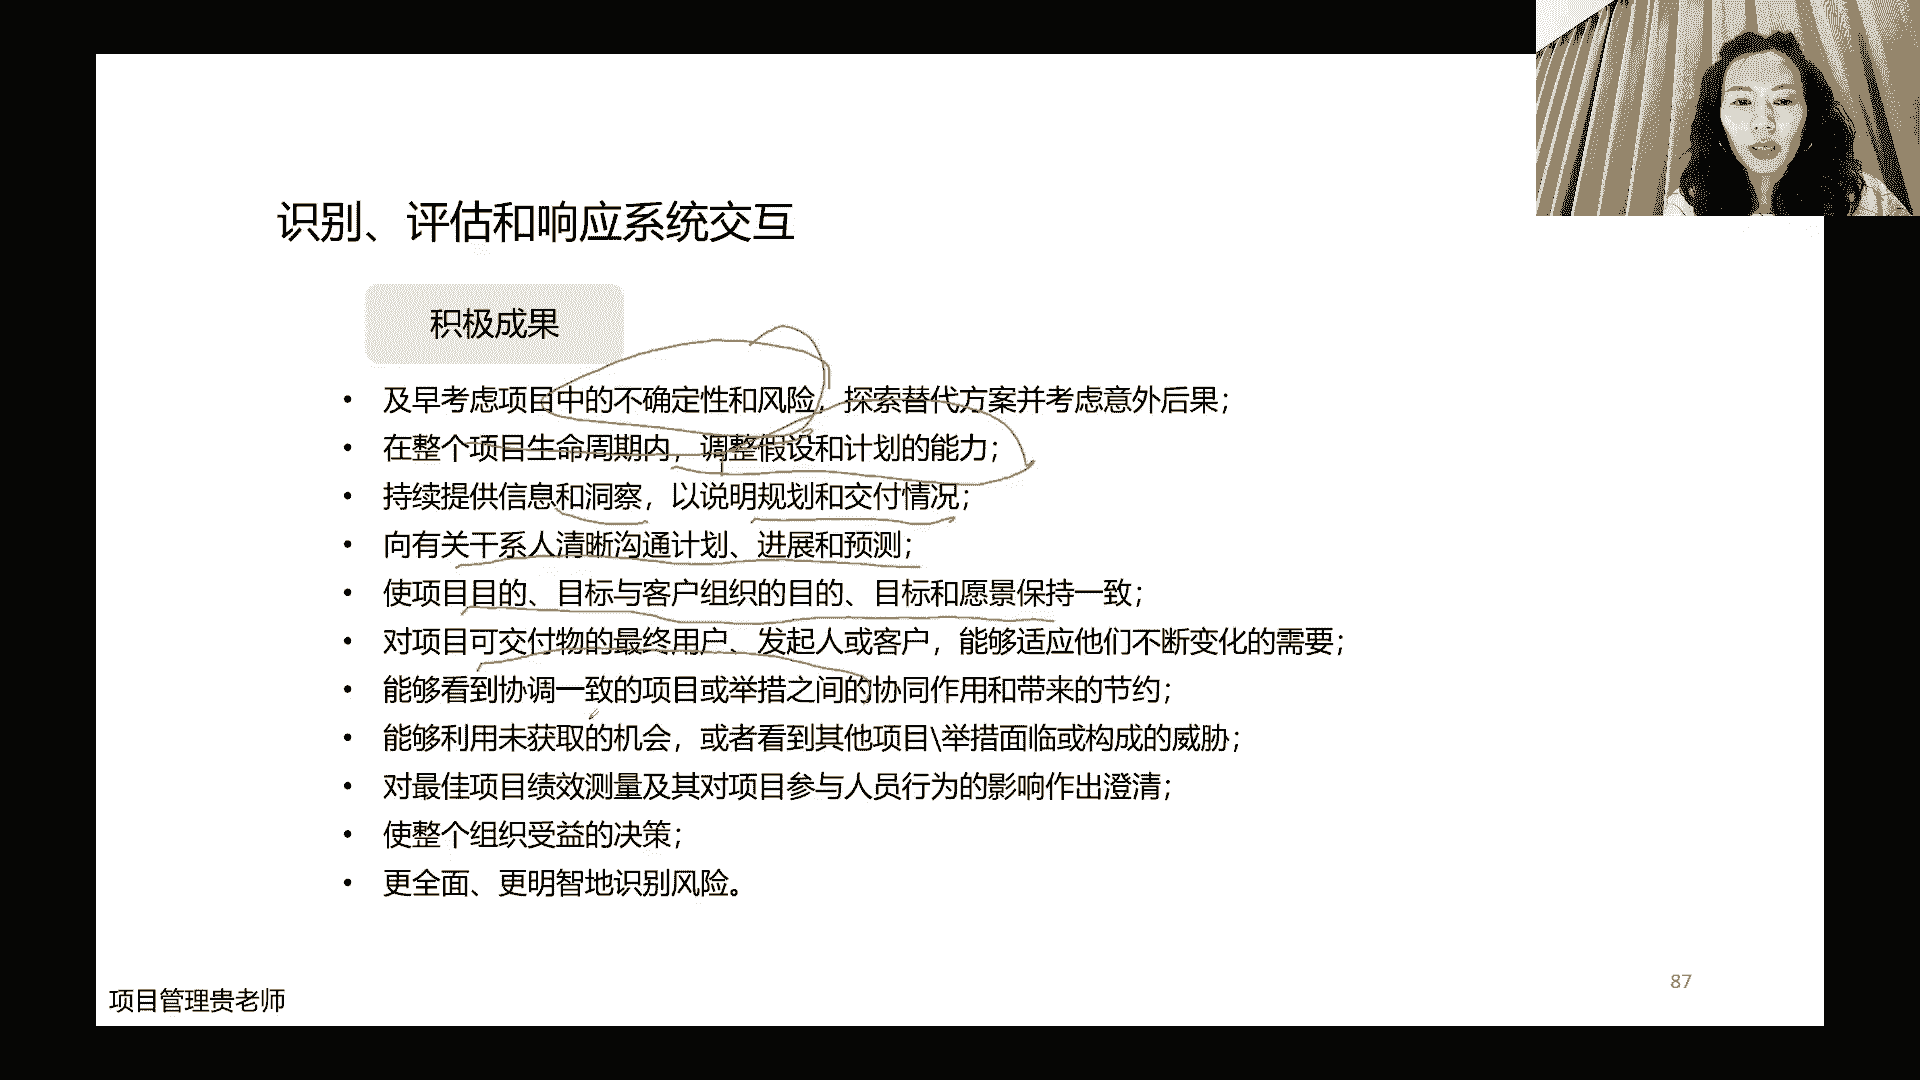 识别、评估和响应系统交互
积极成果
• 及早考虑项目中的不确定性和风险，探索替代方案并考虑意外后果；
• 在整个项目生命周期内，调整假设和计划的能力；
• 持续提供信息和洞察，以说明规划和交付情况；
• 向有关干系人清晰沟通计划、进展和预测；
• 使项目目的、目标与客户组织的目的、目标和愿景保持一致；
• 对项目可交付物的最终用户、发起人或客户，能够适应他们不断变化的需要；
• 能够看到协调一致的项目或举措之间的协同作用和带来的节约；
• 能够利用未获取的机会，或者看到其他项目\举措面临或构成的威胁；
• 对最佳项目绩效测量及其对项目参与人员行为的影响作出澄清；
• 使整个组织受益的决策；
• 更全面、更明智地识别风险。
87
项目管理贵老师